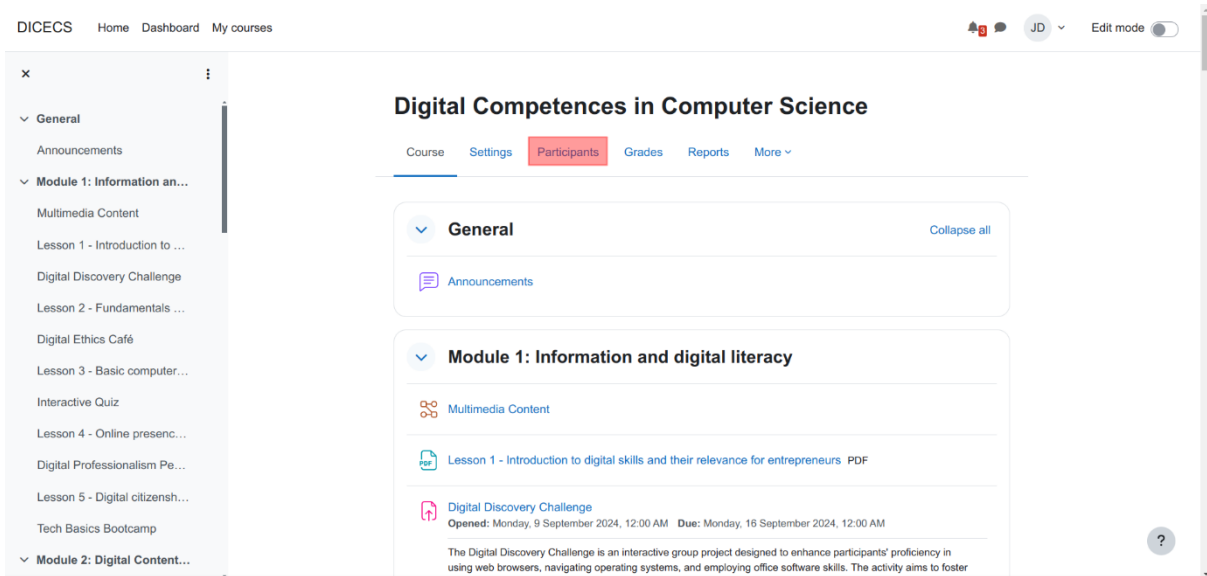 DICECS Home Dashboard My courses 3 JD Edit mode
General
Announcements
Module 1: Information an...
Multimedia Content
Lesson 1 - Introduction to ...
Digital Discovery Challenge
Lesson 2 - Fundamentals ...
Digital Ethics Café
Lesson 3 - Basic computer...
Interactive Quiz
Lesson 4 - Online presenc...
Digital Professionalism Pe...
Lesson 5 - Digital citizensh...
Tech Basics Bootcamp
Module 2: Digital Content...
Digital Competences in Computer Science
Course Settings Participants Grades Reports More
General Collapse all
Announcements
Module 1: Information and digital literacy
Multimedia Content
PDF Lesson 1 - Introduction to digital skills and their relevance for entrepreneurs PDF
Digital Discovery Challenge
Opened: Monday, 9 September 2024, 12:00 AM Due: Monday, 16 September 2024, 12:00 AM
The Digital Discovery Challenge is an interactive group project designed to enhance participants' proficiency in
using web browsers, navigating operating systems, and employing office software skills. The activity aims to foster
?